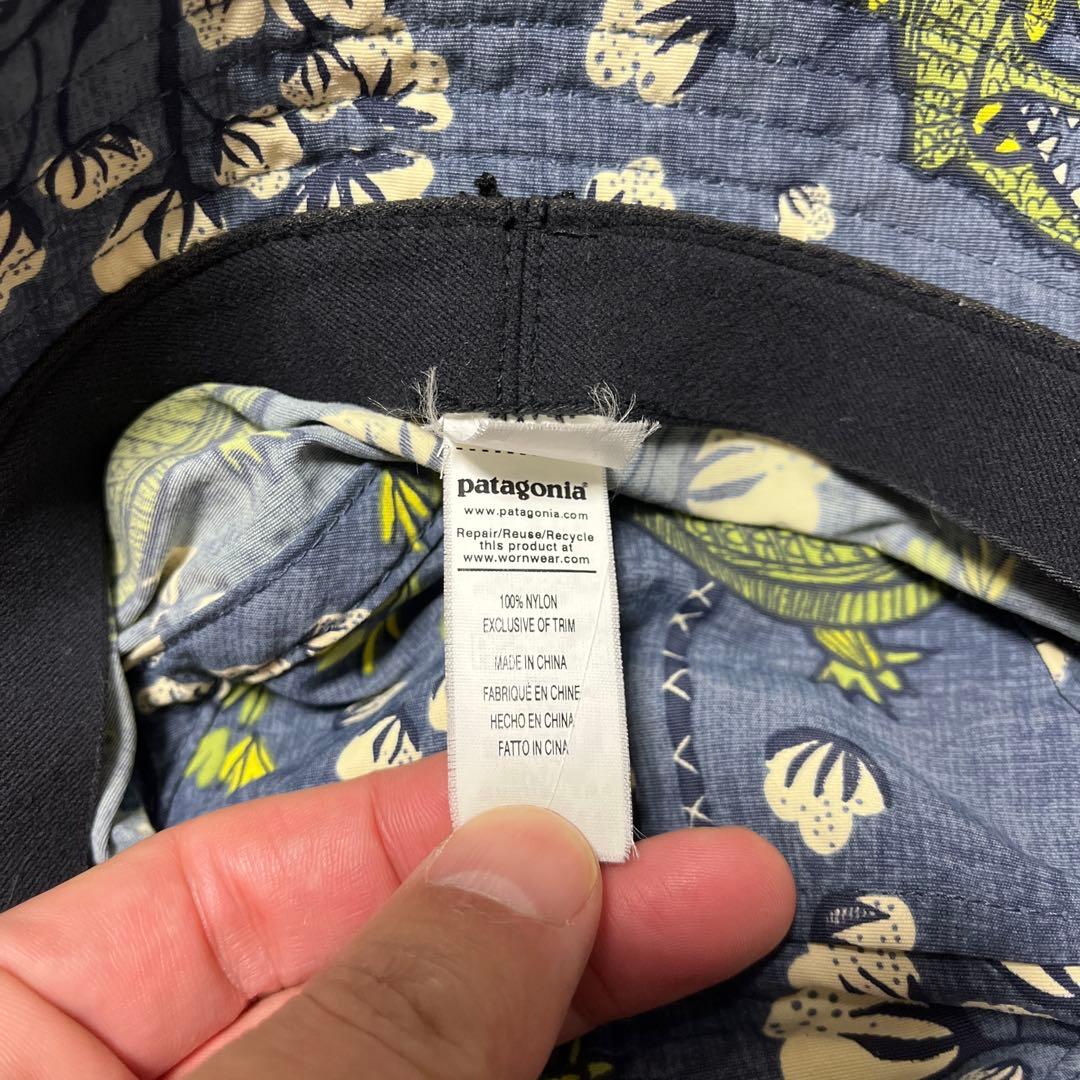 patagonia®
www.patagonia.com
Repair/Reuse/Recycle
this product at
www.wornwear.com
100% NYLON
EXCLUSIVE OF TRIM
MADE IN CHINA
FABRIQUÉ EN CHINE
HECHO EN CHINA
FATTO IN CINA